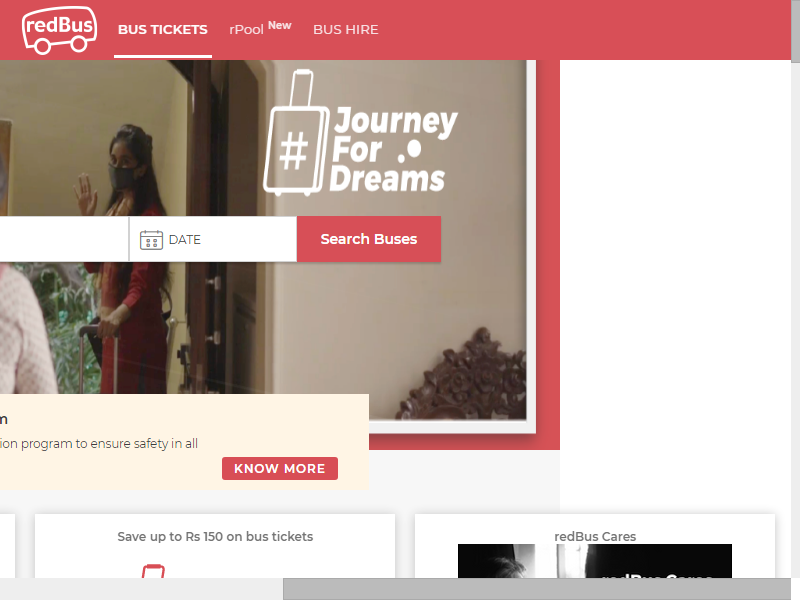 redBus
BUS TICKETS
rPool New
BUS HIRE
#
Journey
For
Dreams
DATE
Search Buses
m
ion program to ensure safety in all
KNOW MORE
Save up to Rs 150 on bus tickets
redBus Cares
redBus Cares